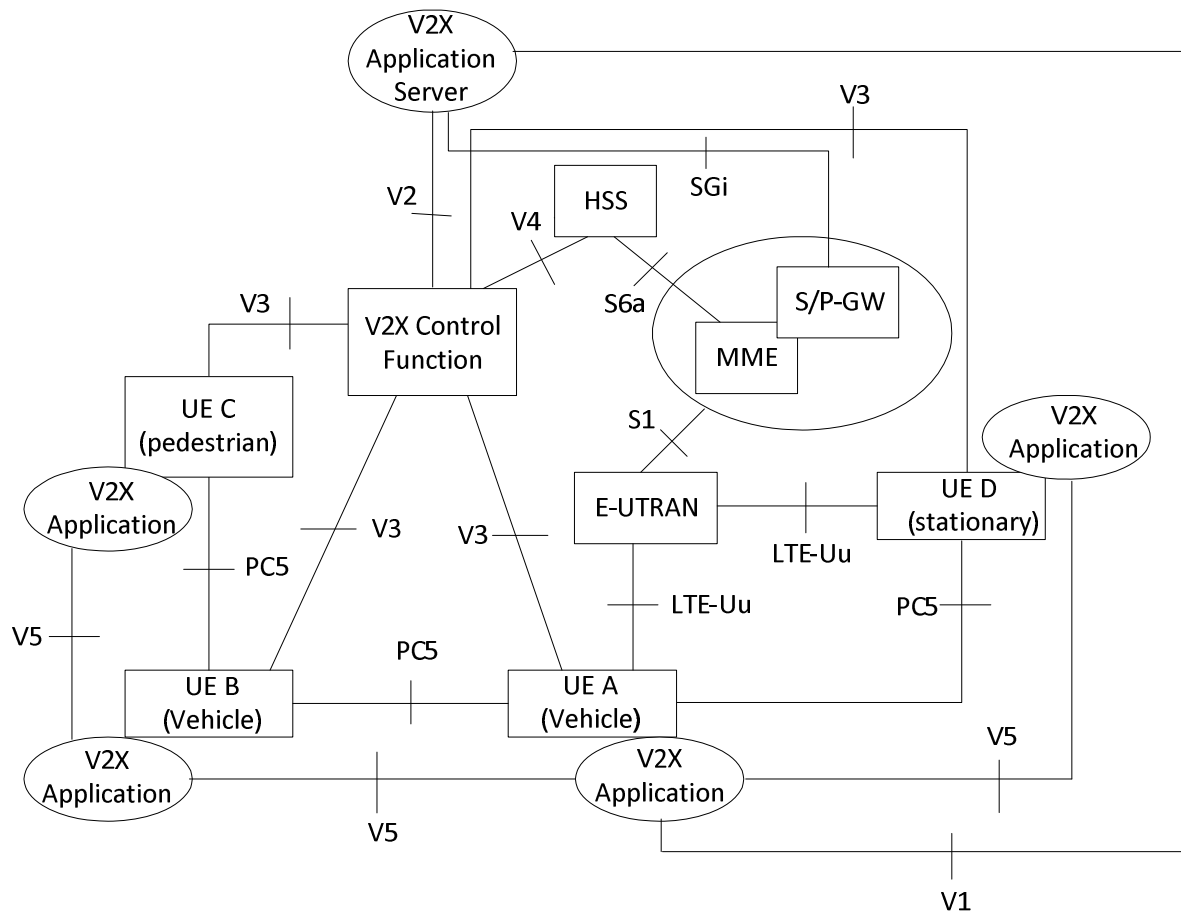 V2X
Application
Server
V3
SGi
V2
HSS
V4
S6a
S/P-GW
MME
V3
V2X Control
Function
UE C
(pedestrian)
S1
V2X
Application
V2X
Application
E-UTRAN
UE D
(stationary)
V3
V3
LTE-Uu
PC5
LTE-Uu
PC5
V5
PC5
UE B
(Vehicle)
UE A
(Vehicle)
V5
V2X
Application
V2X
Application
V5
V1